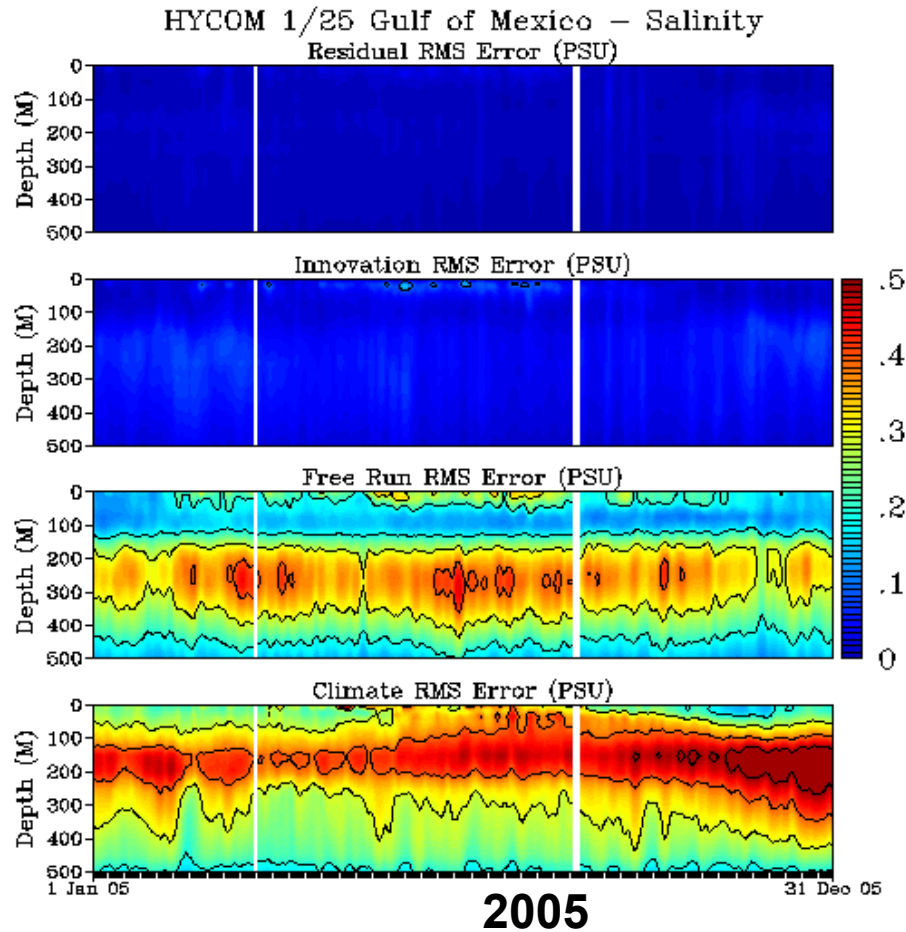 HYCOM 1/25 Gulf of Mexico − Salinity
Residual RMS Error (PSU)
0
100
200
300
400
500
Depth (M)
Innovation RMS Error (PSU)
0
100
200
300
400
500
Depth (M)
.5
.4
.3
.2
.1
0
Free Run RMS Error (PSU)
0
100
200
300
400
500
Depth (M)
Climate RMS Error (PSU)
0
100
200
300
400
500
Depth (M)
1 Jan 05
31 Dec 05
2005